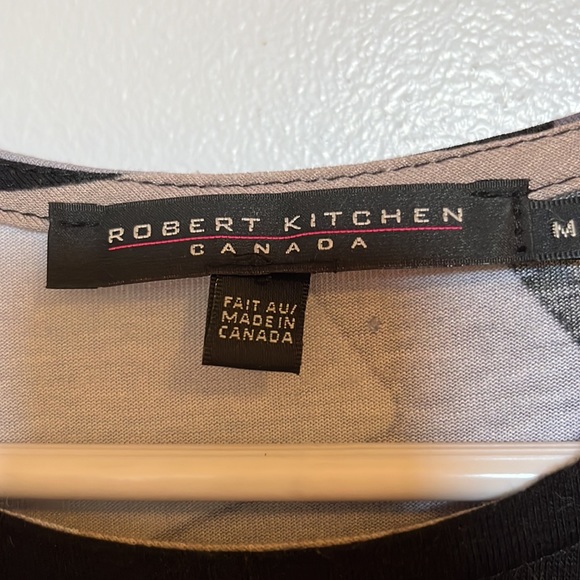 ROBERT KITCHEN
CANADA
M
FAIT AU/
MADE IN
CANADA